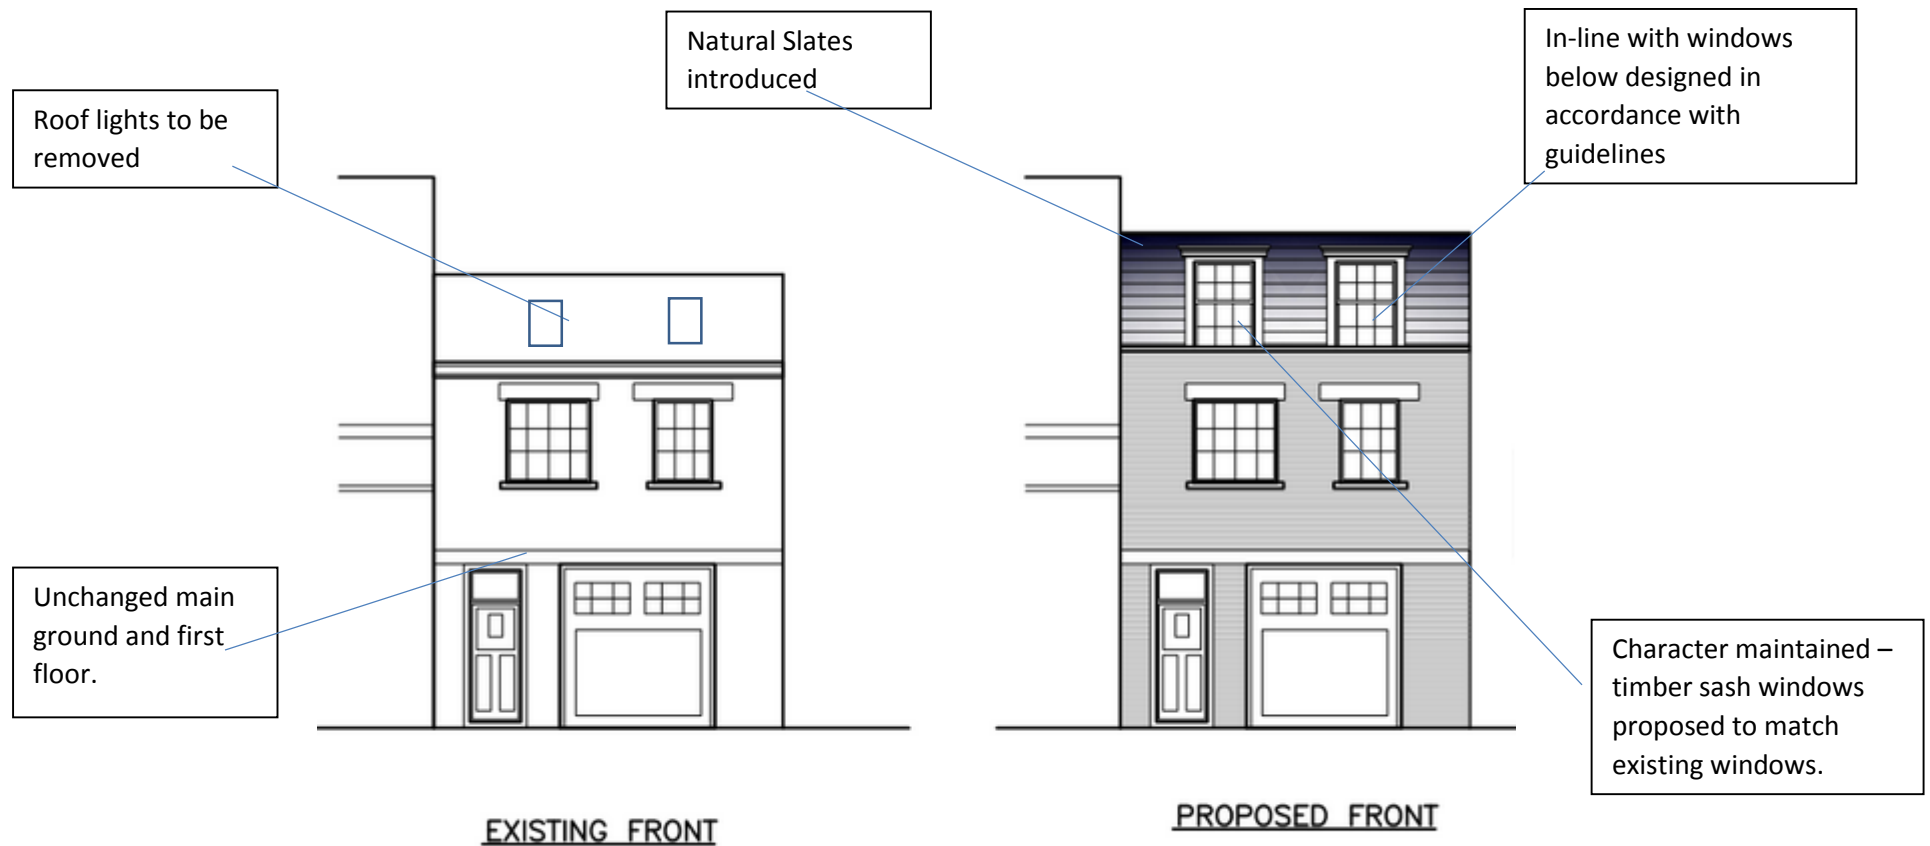 Natural Slates
introduced
In-line with windows
below designed in
accordance with
guidelines
Roof lights to be
removed
Unchanged main
ground and first
floor.
Character maintained –
timber sash windows
proposed to match
existing windows.
EXISTING FRONT
PROPOSED FRONT